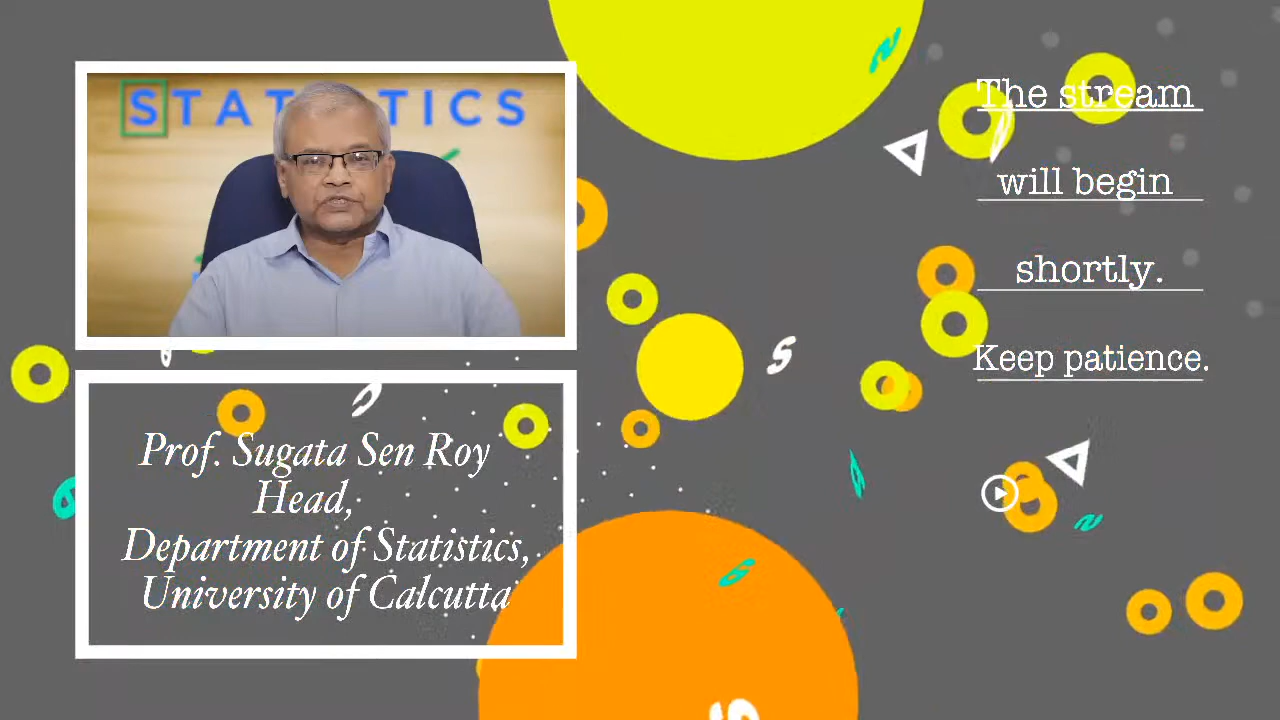 STATISTICS
Prof. Sugata Sen Roy
Head,
Department of Statistics,
University of Calcutta
The stream
will begin
shortly.
Keep patience.